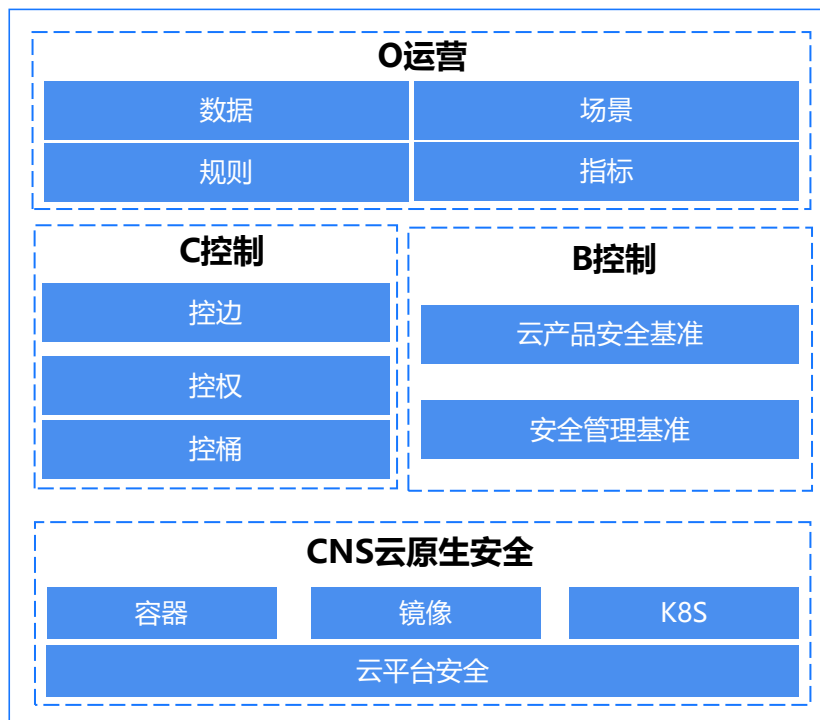 O运营
数据
场景
规则
指标
C控制
控边
控权
控桶
B控制
云产品安全基准
安全管理基准
CNS云原生安全
容器
镜像
K8S
云平台安全